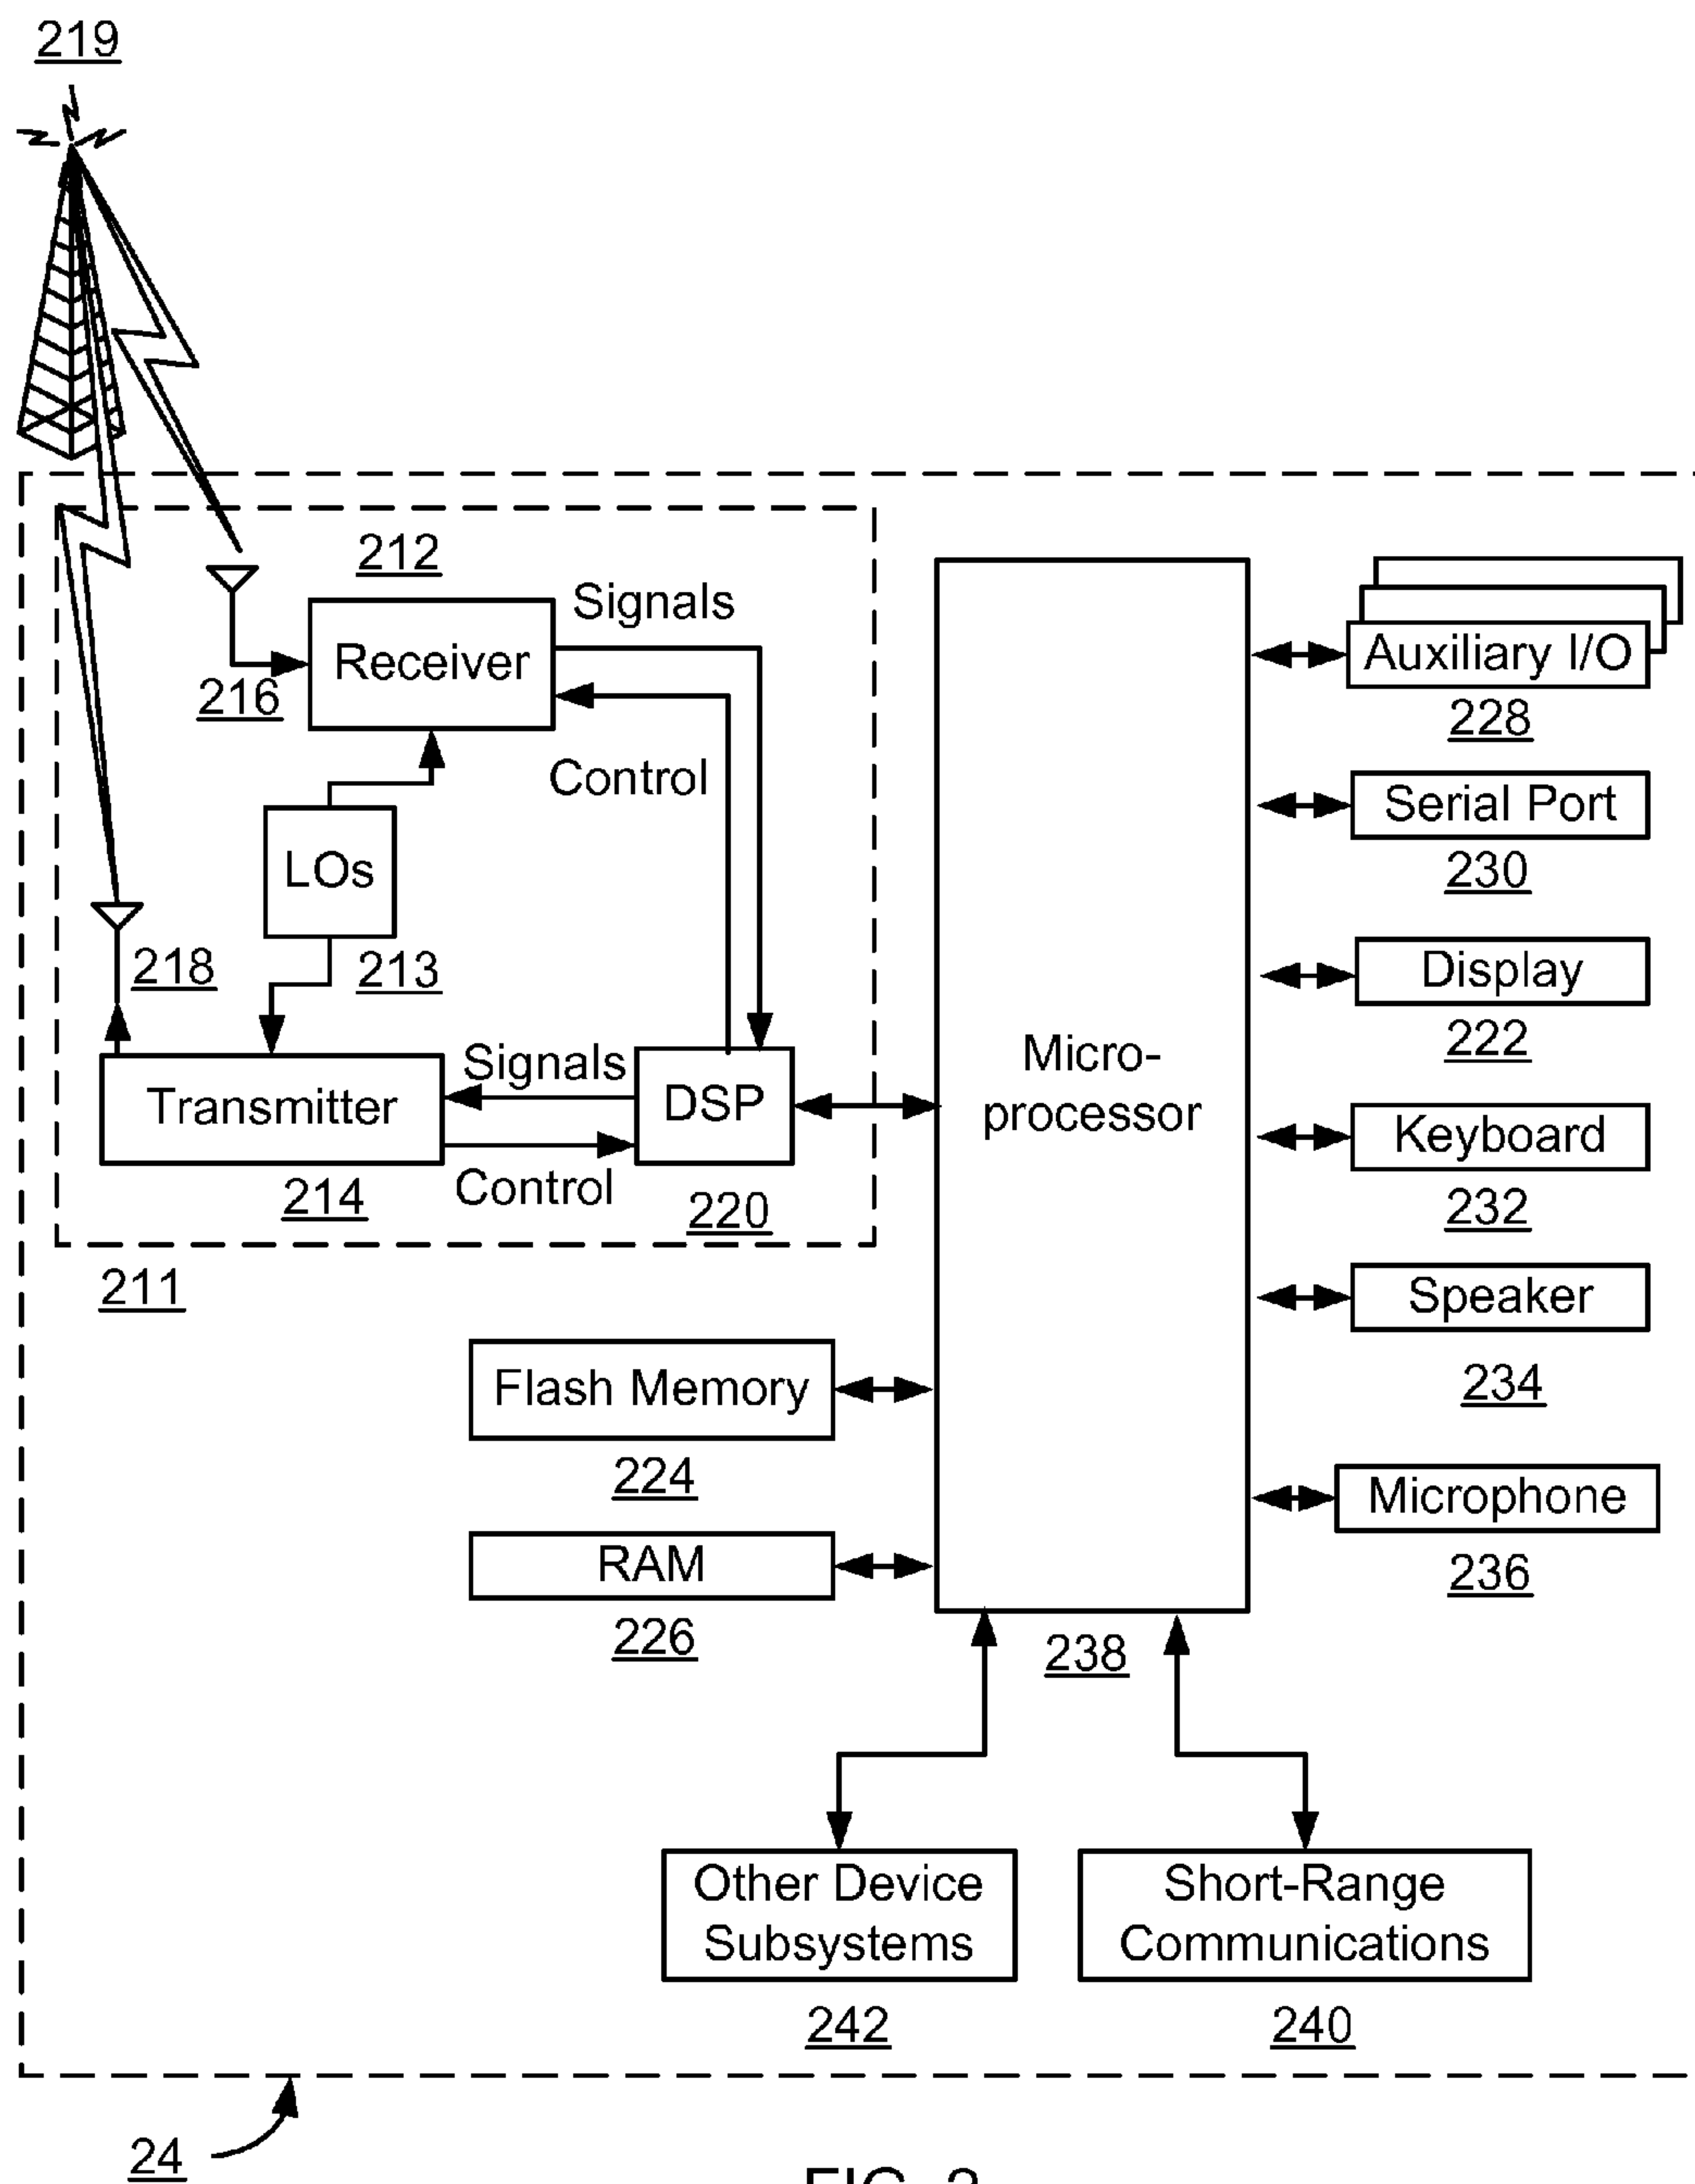 219
212
Signals
Receiver
216
Control
Auxiliary I/O
228
Serial Port
230
LOs
218
213
Display
222
Micro-
processor
Signals
Transmitter
DSP
Keyboard
232
Control
214
220
211
Speaker
234
Flash Memory
224
Microphone
236
RAM
226
238
Other Device
Subsystems
242
Short-Range
Communications
240
24
FIG. 2